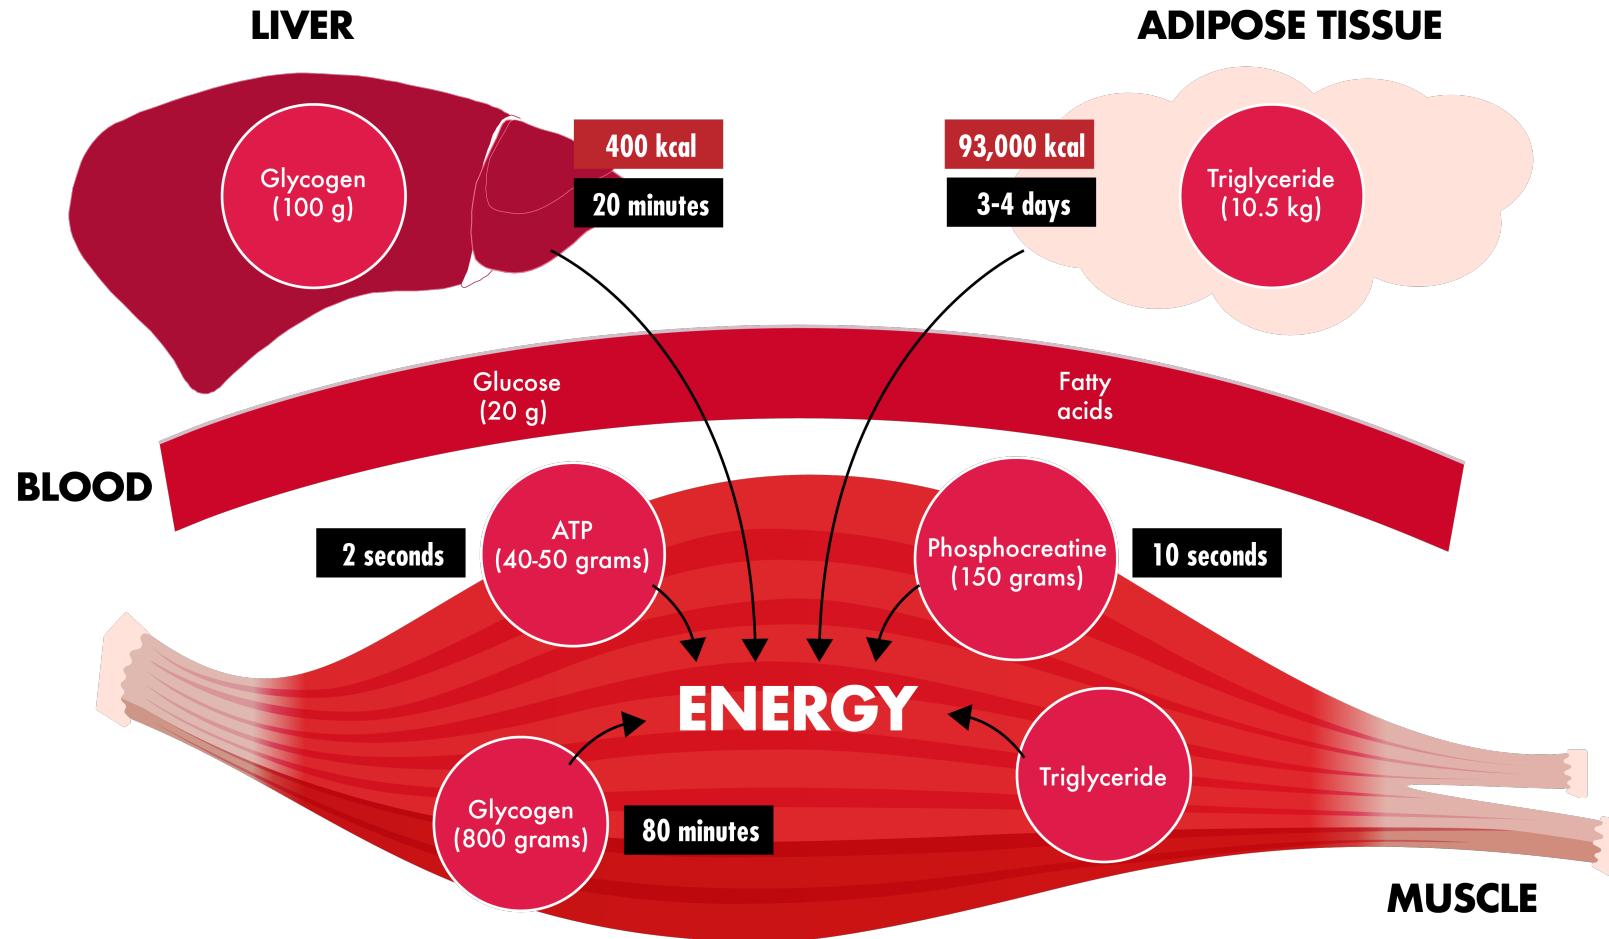 LIVER
ADIPOSE TISSUE
Glycogen
(100 g)
400 kcal
20 minutes
93,000 kcal
3-4 days
Triglyceride
(10.5 kg)
Glucose
(20 g)
Fatty
acids
BLOOD
2 seconds
ATP
(40-50 grams)
Phosphocreatine
(150 grams)
10 seconds
ENERGY
Glycogen
(800 grams)
80 minutes
Triglyceride
MUSCLE